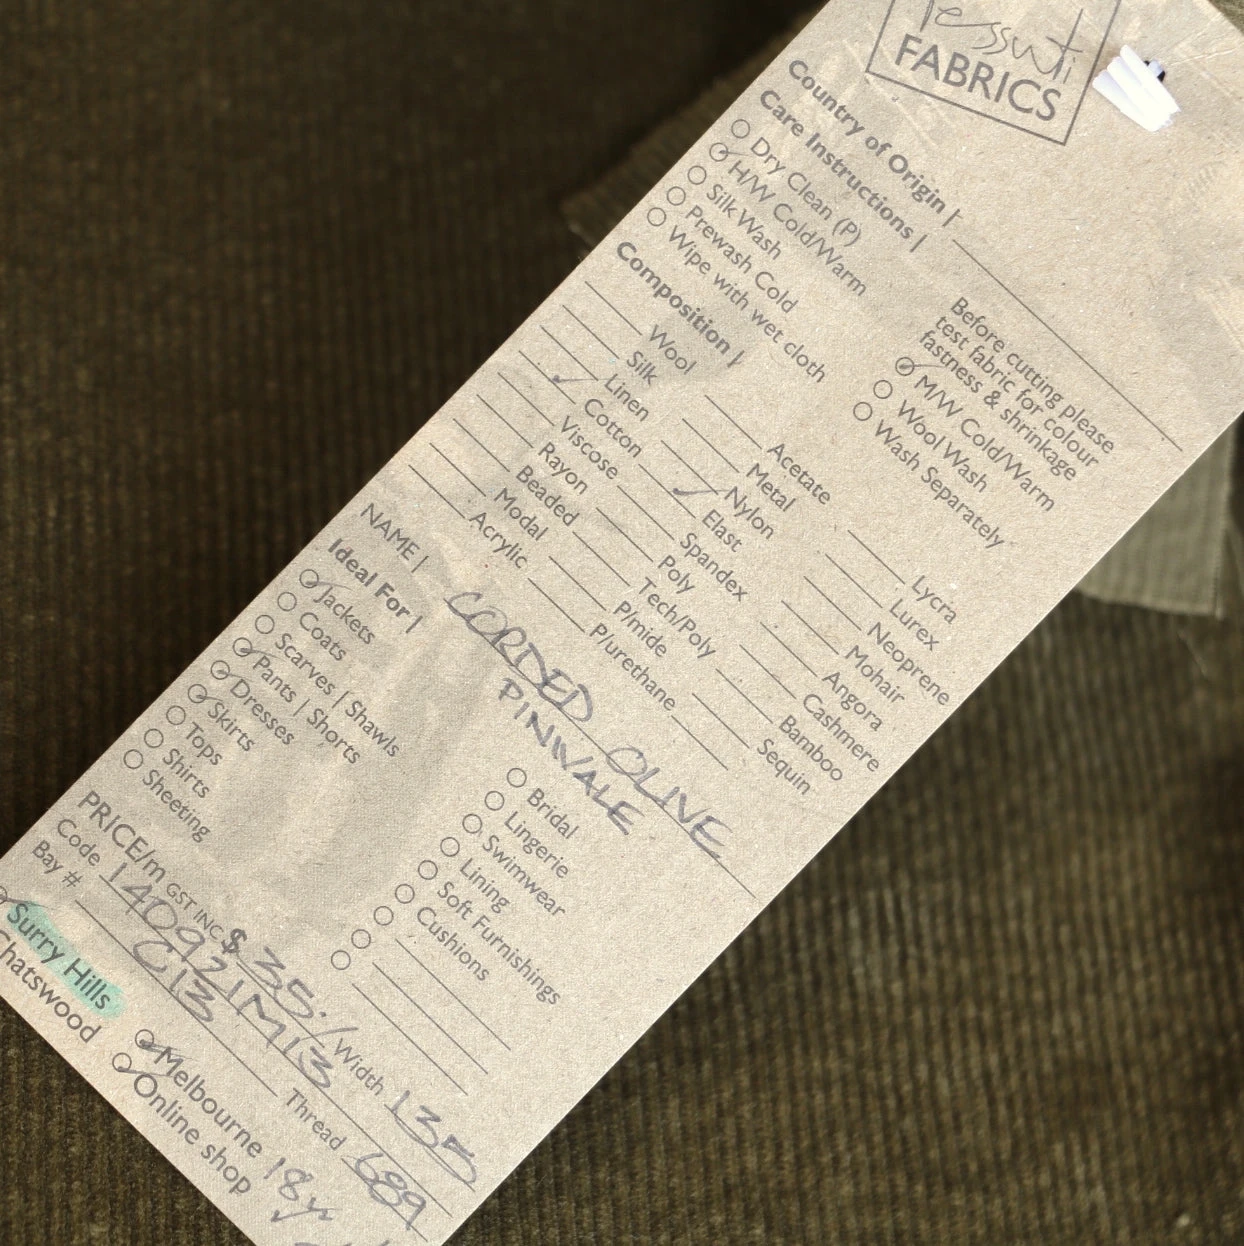 Tessuti
FABRICS
Country of Origin |
Care Instructions |
Dry Clean (P)
H/W Cold/Warm
Silk Wash
Prewash Cold
Wipe with wet cloth
Before cutting please
test fabric for colour
fastness & shrinkage
M/W Cold/Warm
Wool Wash
Wash Separately
Composition |
Wool
Silk
Linen
Cotton
Viscose
Rayon
Beaded
Modal
Acrylic
Acetate
Metal
Nylon
Elast
Spandex
Poly
Tech/Poly
P/mide
P/urethane
Lycra
Lurex
Neoprene
Mohair
Angora
Cashmere
Bamboo
Sequin
NAME | CORDED OLIVE
PINWALE
Ideal For |
Jackets
Coats
Scarves | Shawls
Pants | Shorts
Dresses
Skirts
Tops
Shirts
Sheeting
Bridal
Lingerie
Swimwear
Lining
Soft Furnishings
Cushions
PRICE/m GST INC $35./ Width 135
Code 140921M13 Thread 689
Bay # C13
Surry Hills
hatswood
Melbourne
Online shop